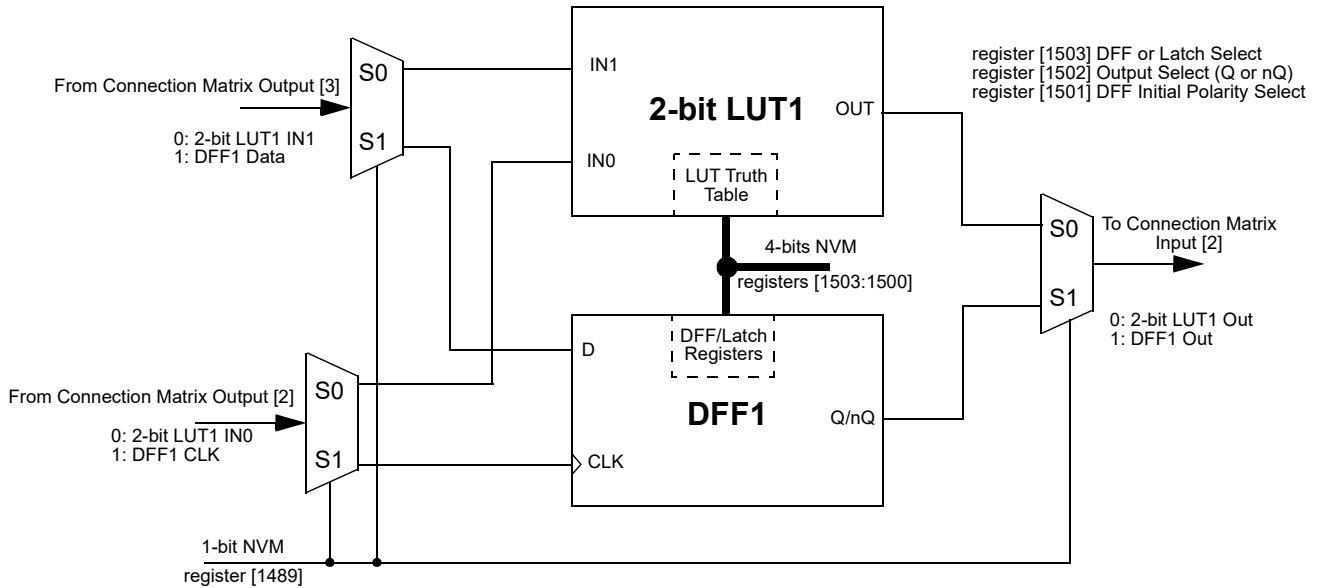 From Connection Matrix Output [3]
0: 2-bit LUT1 IN1
1: DFF1 Data
S0
S1
IN1
IN0
2-bit LUT1
OUT
LUT Truth
Table
register [1503] DFF or Latch Select
register [1502] Output Select (Q or nQ)
register [1501] DFF Initial Polarity Select
4-bits NVM
registers [1503:1500]
S0
S1
To Connection Matrix
Input [2]
0: 2-bit LUT1 Out
1: DFF1 Out
From Connection Matrix Output [2]
0: 2-bit LUT1 IN0
1: DFF1 CLK
S0
S1
D
CLK
DFF/Latch
Registers
DFF1
Q/nQ
1-bit NVM
register [1489]